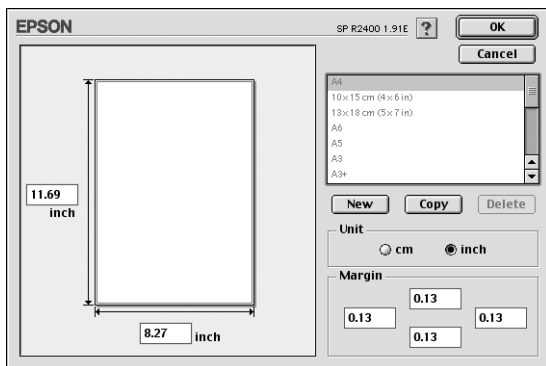 EPSON
SP R2400 1.91E
?
OK
Cancel
A4
10×15 cm (4×6 in)
13×18 cm (5×7 in)
A6
A5
A3
A3+
New
Copy
Delete
11.69
inch
8.27 inch
Unit
cm
inch
Margin
0.13
0.13
0.13
0.13